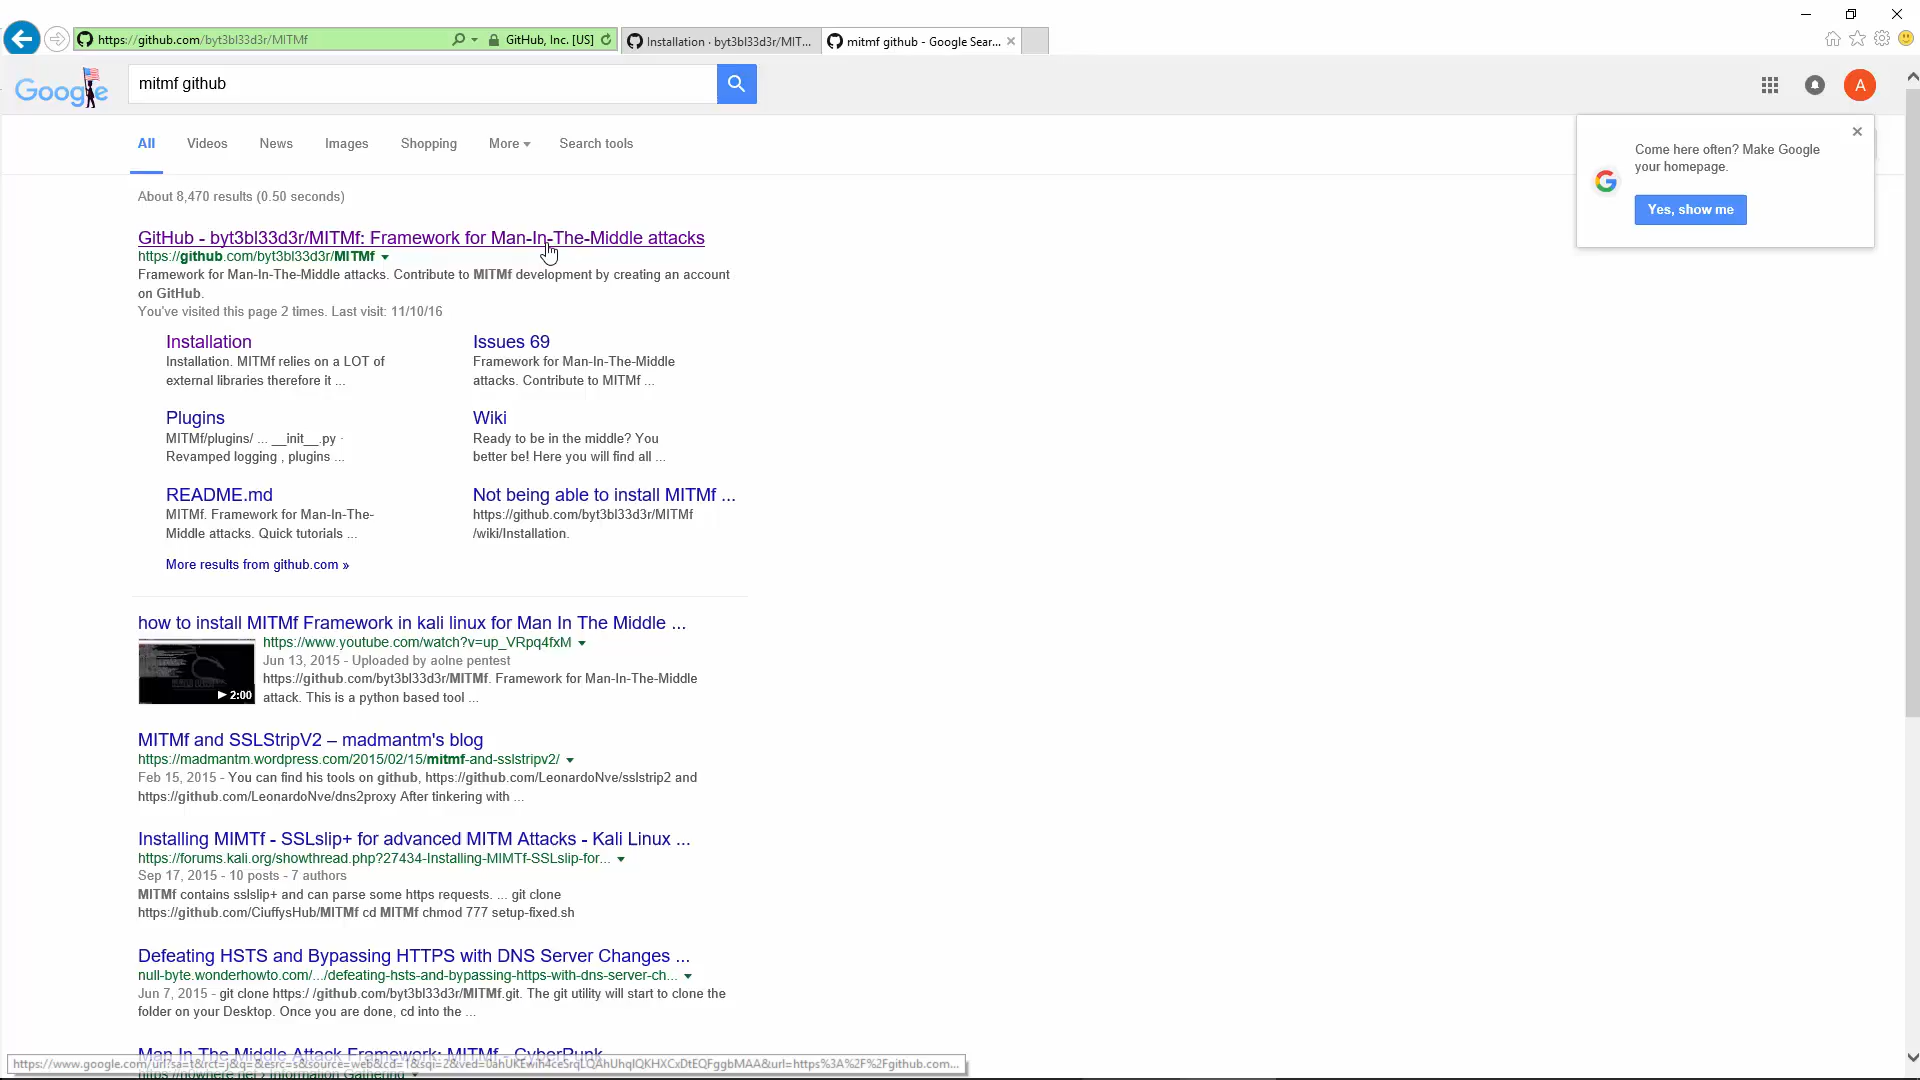 https://github.com/byt3bl33d3r/MITMf
GitHub, Inc. [US]
Installation · byt3bl33d3r/MIT...
mitmf github - Google Sear...
Google
mitmf github
A
All
Videos
News
Images
Shopping
More
Search tools
Come here often? Make Google
your homepage.
Yes, show me
About 8,470 results (0.50 seconds)
GitHub - byt3bl33d3r/MITMf: Framework for Man-In-The-Middle attacks
https://github.com/byt3bl33d3r/MITMf
Framework for Man-In-The-Middle attacks. Contribute to MITMf development by creating an account
on GitHub.
You've visited this page 2 times. Last visit: 11/10/16
Installation
Installation. MITMf relies on a LOT of
external libraries therefore it ...
Issues 69
Framework for Man-In-The-Middle
attacks. Contribute to MITMf ...
Plugins
MITMf/plugins/ ... __init__.py ·
Revamped logging , plugins ...
Wiki
Ready to be in the middle? You
better be! Here you will find all ...
README.md
MITMf. Framework for Man-In-The-
Middle attacks. Quick tutorials ...
Not being able to install MITMf ...
https://github.com/byt3bl33d3r/MITMf
/wiki/Installation.
More results from github.com »
how to install MITMf Framework in kali linux for Man In The Middle ...
https://www.youtube.com/watch?v=up_VRpq4fxM
Jun 13, 2015 - Uploaded by aolne pentest
https://github.com/byt3bl33d3r/MITMf. Framework for Man-In-The-Middle
attack. This is a python based tool ...
2:00
MITMf and SSLStripV2 – madmantm's blog
https://madmantm.wordpress.com/2015/02/15/mitmf-and-sslstripv2/
Feb 15, 2015 - You can find his tools on github, https://github.com/LeonardoNve/sslstrip2 and
https://github.com/LeonardoNve/dns2proxy After tinkering with ...
Installing MIMTf - SSLslip+ for advanced MITM Attacks - Kali Linux ...
https://forums.kali.org/showthread.php?27434-Installing-MIMTf-SSLslip-for...
Sep 17, 2015 - 10 posts - 7 authors
MITMf contains sslslip+ and can parse some https requests. ... git clone
https://github.com/CiuffysHub/MITMf cd MITMf chmod 777 setup-fixed.sh
Defeating HSTS and Bypassing HTTPS with DNS Server Changes ...
null-byte.wonderhowto.com/.../defeating-hsts-and-bypassing-https-with-dns-server-ch...
Jun 7, 2015 - git clone https:/ /github.com/byt3bl33d3r/MITMf.git. The git utility will start to clone the
folder on your Desktop. Once you are done, cd into the ...
Man In The Middle Attack Framework: MITMf - CyberPunk